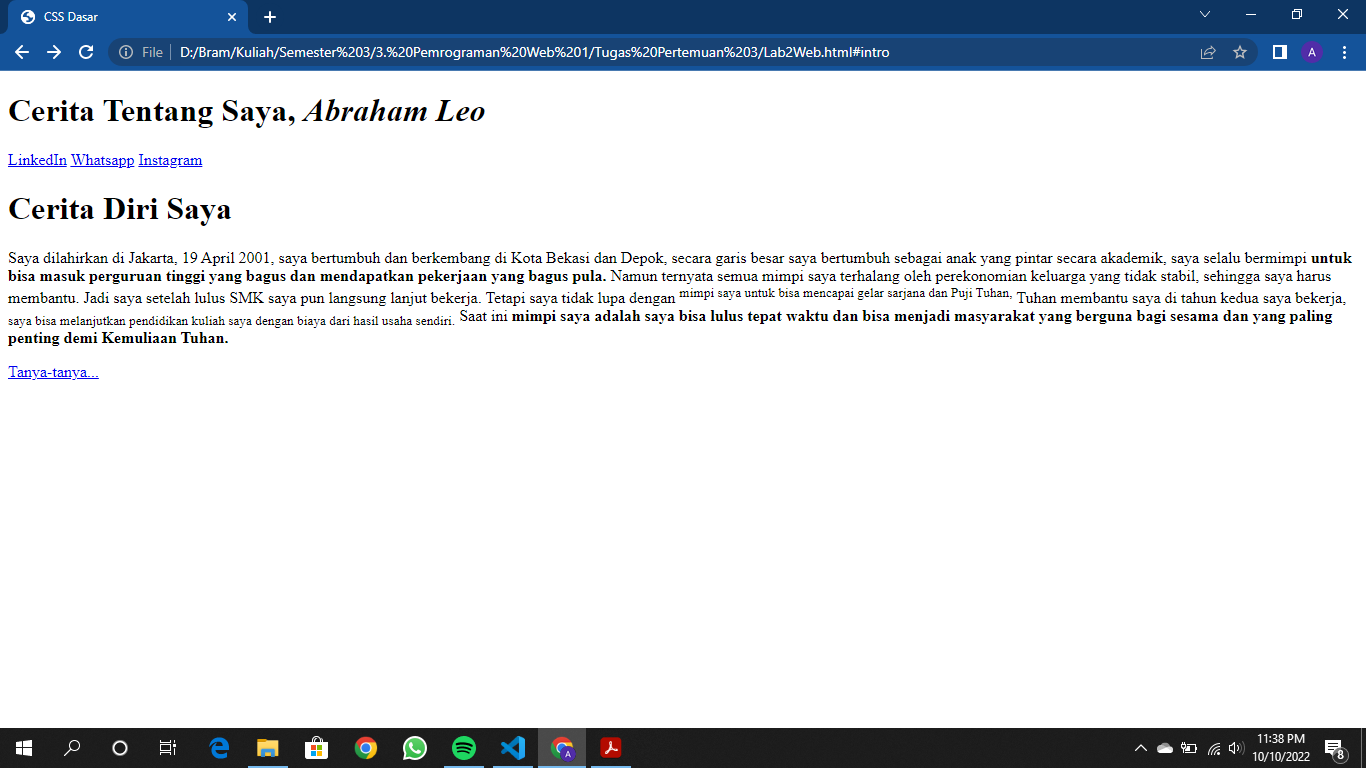 CSS Dasar
File D:/Bram/Kuliah/Semester%203/3.%20Pemrograman%20Web%201/Tugas%20Pertemuan%203/Lab2Web.html#intro
A
Cerita Tentang Saya, Abraham Leo
LinkedIn Whatsapp Instagram
Cerita Diri Saya
Saya dilahirkan di Jakarta, 19 April 2001, saya bertumbuh dan berkembang di Kota Bekasi dan Depok, secara garis besar saya bertumbuh sebagai anak yang pintar secara akademik, saya selalu bermimpi untuk
bisa masuk perguruan tinggi yang bagus dan mendapatkan pekerjaan yang bagus pula. Namun ternyata semua mimpi saya terhalang oleh perekonomian keluarga yang tidak stabil, sehingga saya harus
membantu. Jadi saya setelah lulus SMK saya pun langsung lanjut bekerja. Tetapi saya tidak lupa dengan mimpi saya untuk bisa mencapai gelar sarjana dan Puji Tuhan, Tuhan membantu saya di tahun kedua saya bekerja,
saya bisa melanjutkan pendidikan kuliah saya dengan biaya dari hasil usaha sendiri. Saat ini mimpi saya adalah saya bisa lulus tepat waktu dan bisa menjadi masyarakat yang berguna bagi sesama dan yang paling
penting demi Kemuliaan Tuhan.
Tanya-tanya...
A
11:38 PM
10/10/2022
8